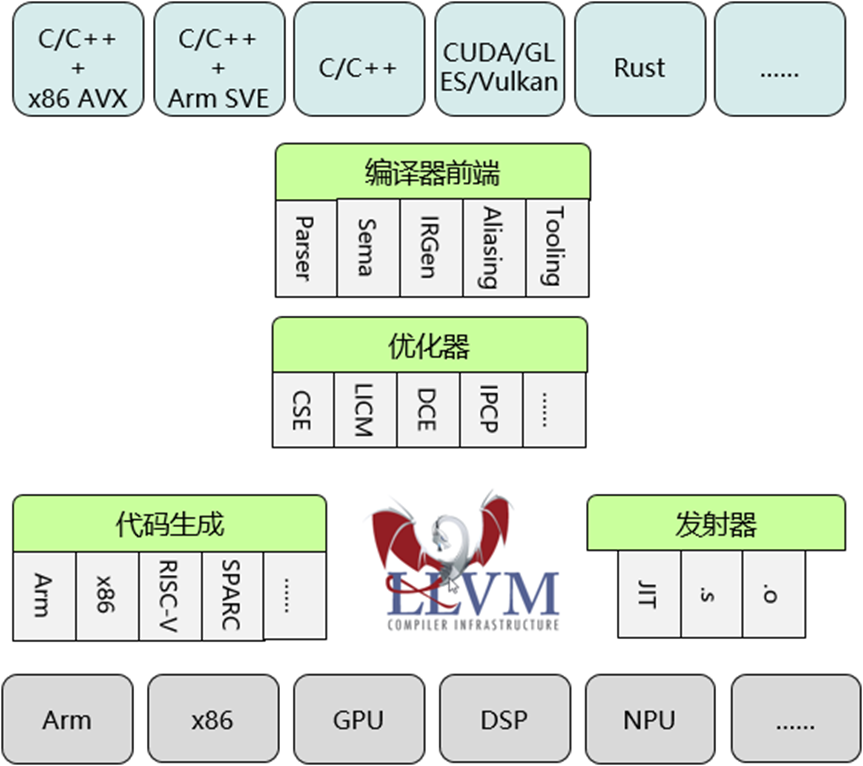 C/C++
+
x86 AVX
C/C++
+
Arm SVE
C/C++
CUDA/GL
ES/Vulkan
Rust
......
编译器前端
Parser
Sema
IRGen
Aliasing
Tooling
优化器
CSE
LICM
DCE
IPCP
......
代码生成
Arm
x86
RISC-V
SPARC
......
LLVM
COMPILER INFRASTRUCTURE
发射器
JIT
.s
.o
Arm
x86
GPU
DSP
NPU
......